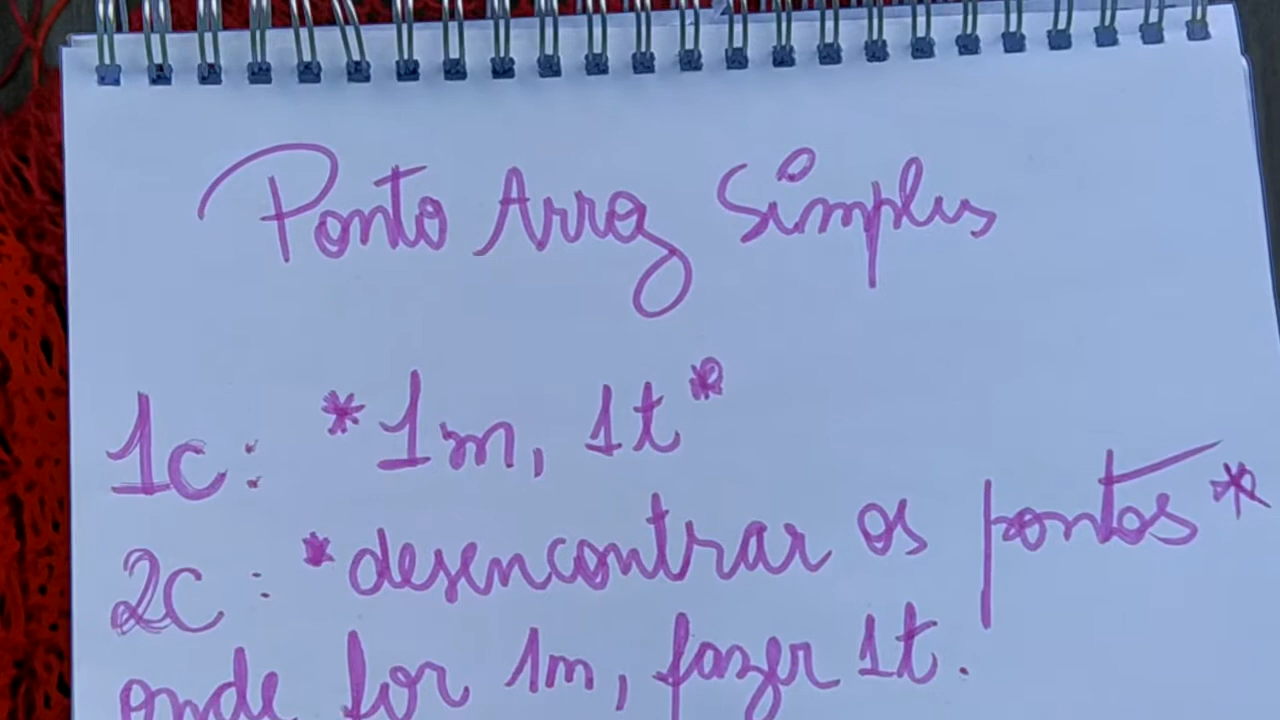 Ponto Arroz Simples
1c: *1m, 1t*
2c: *desencontrar os pontos*
onde for 1m, fazer 1t.